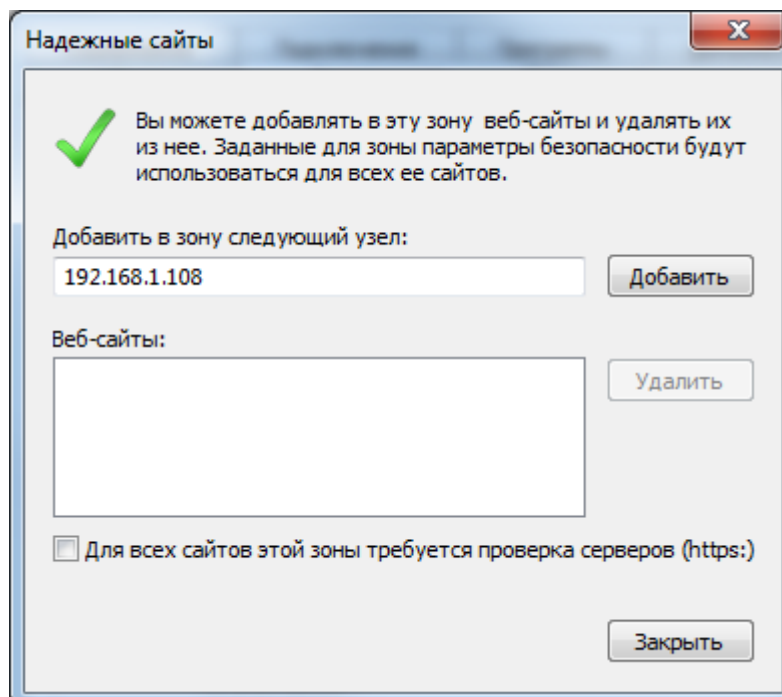 Надежные сайты
Вы можете добавлять в эту зону веб-сайты и удалять их
из нее. Заданные для зоны параметры безопасности будут
использоваться для всех ее сайтов.
Добавить в зону следующий узел:
192.168.1.108
Добавить
Веб-сайты:
Удалить
Для всех сайтов этой зоны требуется проверка серверов (https:)
Закрыть